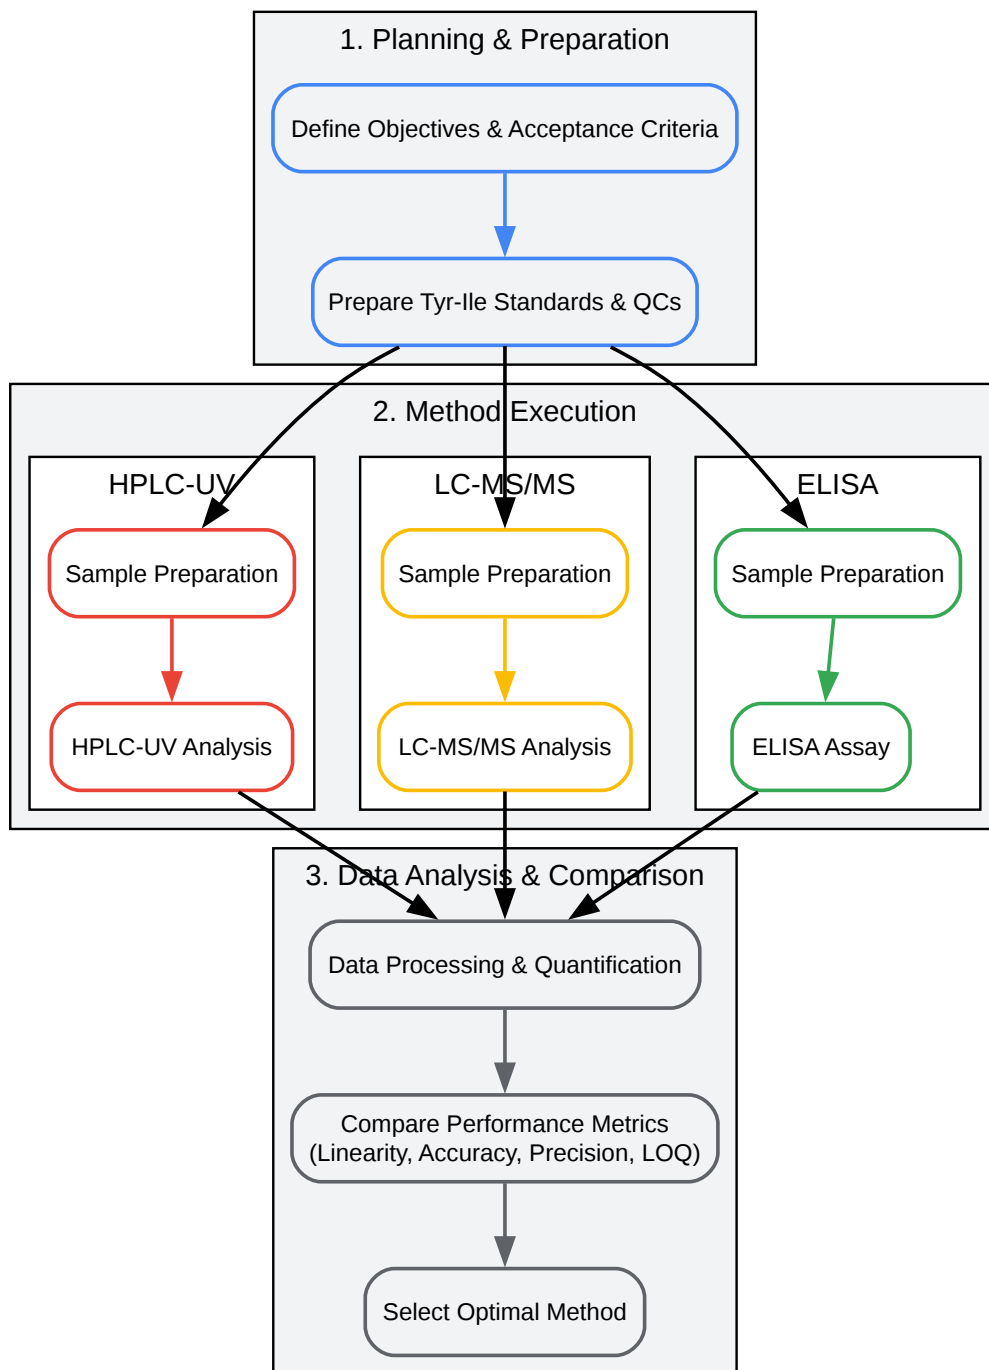 1. Planning & Preparation
Define Objectives & Acceptance Criteria
Prepare Tyr-Ile Standards & QCs
2. Method Execution
HPLC-UV
LC-MS/MS
ELISA
Sample Preparation
Sample Preparation
Sample Preparation
HPLC-UV Analysis
LC-MS/MS Analysis
ELISA Assay
3. Data Analysis & Comparison
Data Processing & Quantification
Compare Performance Metrics
(Linearity, Accuracy, Precision, LOQ)
Select Optimal Method